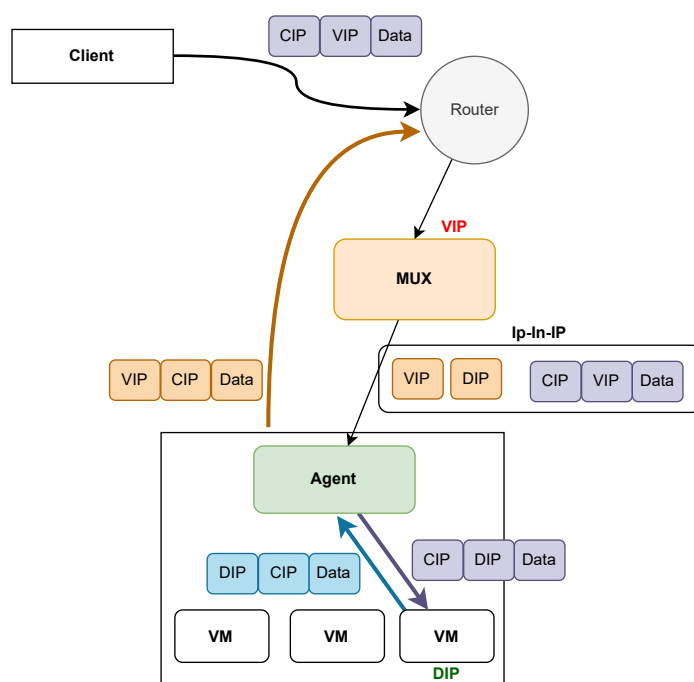 CIP VIP Data
Client
Router
VIP
MUX
Ip-In-IP
VIP CIP Data
VIP DIP
CIP VIP Data
Agent
CIP DIP Data
DIP CIP Data
VM VM VM
DIP